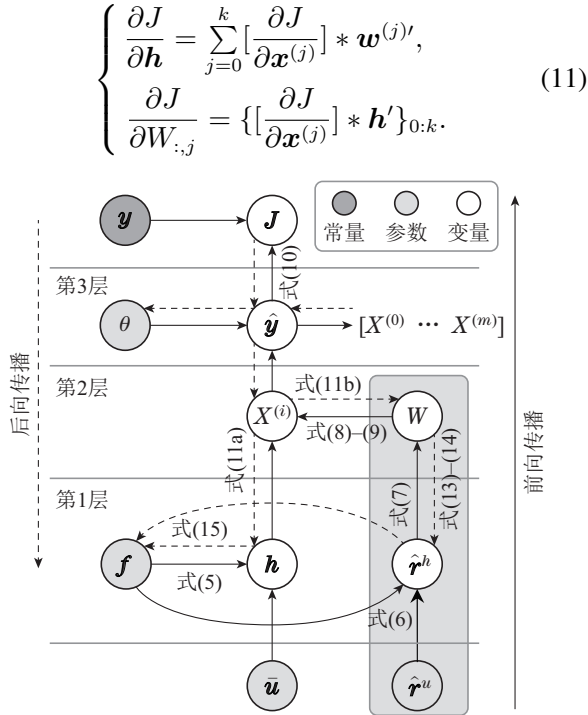 ∂J/∂h = ∑_{j=0}^{k} [∂J/∂x^{(j)}] ∗ w^{(j)′},
∂J/∂W_{:,j} = {[∂J/∂x^{(j)}] ∗ h′}_{0:k}.
(11)
y
J
常量 参数 变量
式(10)
第3层
θ
ŷ
[X^{(0)} ⋯ X^{(m)}]
第2层
式(11b)
X^{(i)}
W
式(8)–(9)
式(11a)
式(7)
式(13)–(14)
第1层
式(15)
f
h
r̂^h
式(5)
式(6)
ū
r̂^u
后向传播
前向传播